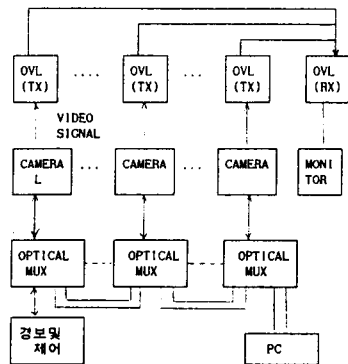 OVL
(TX)
OVL
(TX)
OVL
(TX)
OVL
(RX)
VIDEO
SIGNAL
CAMERA
L
CAMERA
CAMERA
MONI
TOR
OPTICAL
MUX
OPTICAL
MUX
OPTICAL
MUX
경보및
제어
PC